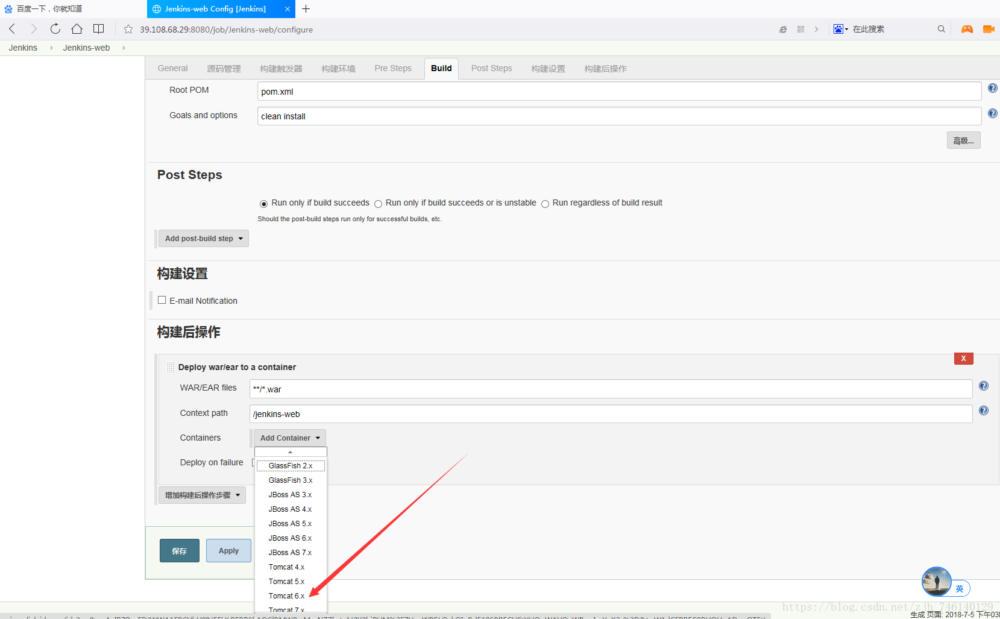 百度一下，你就知道
Jenkins-web Config [Jenkins]
39.108.68.29:8080/job/Jenkins-web/configure
在此搜索
Jenkins
Jenkins-web
General 源码管理 构建触发器 构建环境 Pre Steps Build Post Steps 构建设置 构建后操作
Root POM
pom.xml
Goals and options
clean install
高级...
Post Steps
Run only if build succeeds Run only if build succeeds or is unstable Run regardless of build result
Should the post-build steps run only for successful builds, etc.
Add post-build step
构建设置
E-mail Notification
构建后操作
X
Deploy war/ear to a container
WAR/EAR files
**/*.war
Context path
/jenkins-web
Containers
Add Container
Deploy on failure
GlassFish 2.x
GlassFish 3.x
JBoss AS 3.x
JBoss AS 4.x
JBoss AS 5.x
JBoss AS 6.x
JBoss AS 7.x
Tomcat 4.x
Tomcat 5.x
Tomcat 6.x
Tomcat 7.x
增加构建后操作步骤
保存
Apply
英
https://blog.csdn.net/zjh_746140129
生成 页面: 2018-7-5 下午03